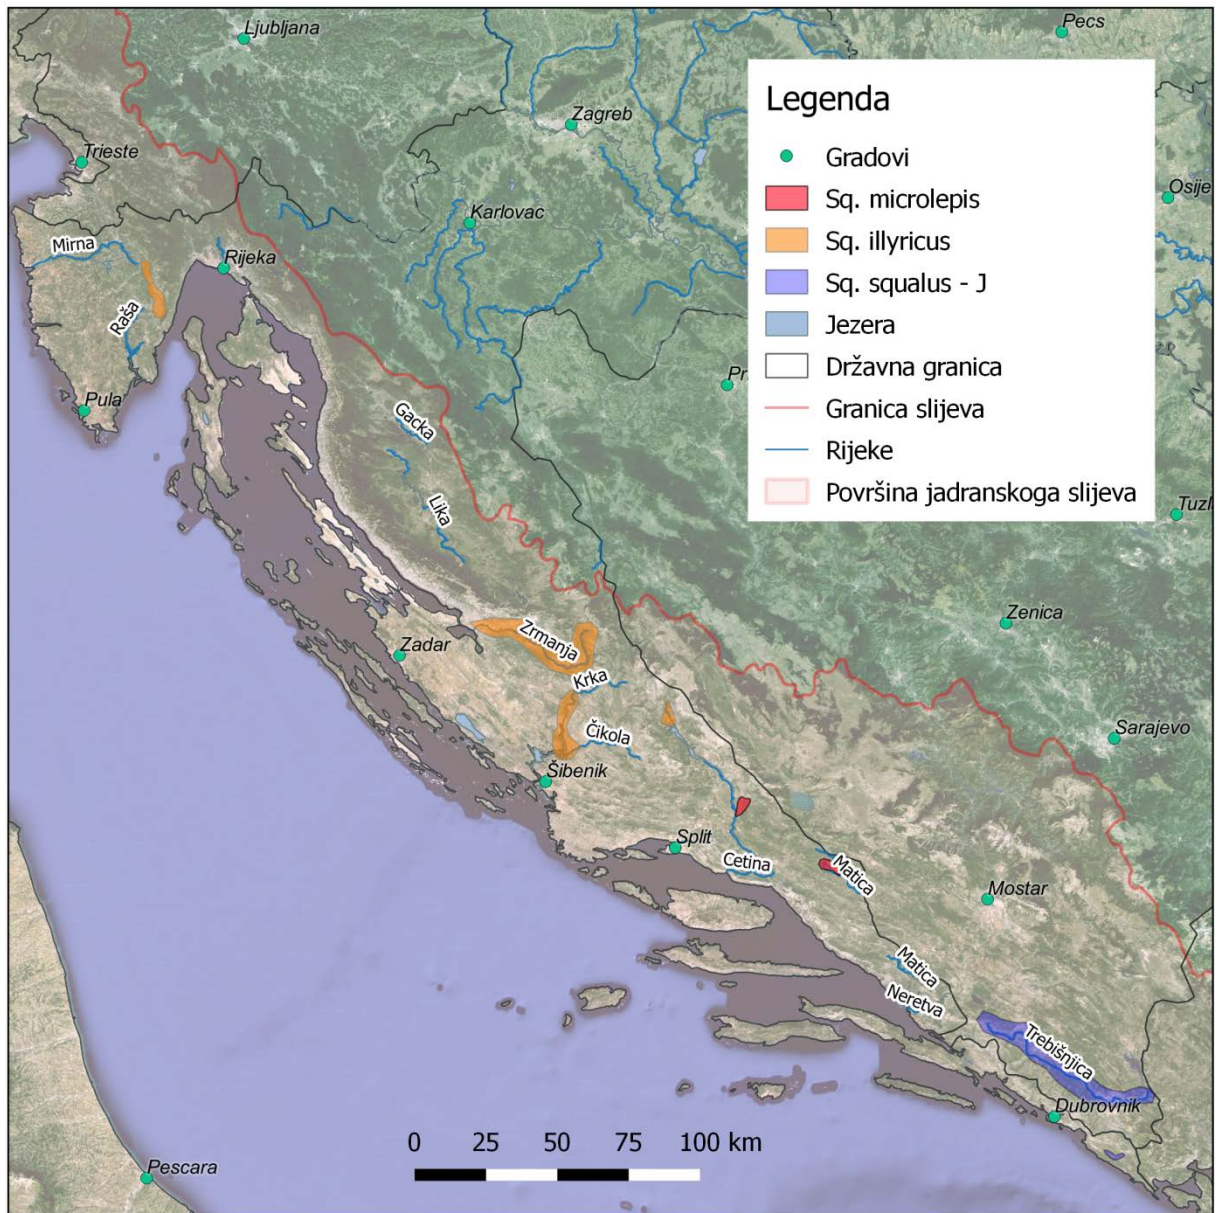 Ljubljana
Pecs
Zagreb
Trieste
Karlovac
Mirna
Rijeka
Raša
Pula
Legenda
Gradovi
Sq. microlepis
Sq. illyricus
Sq. squalus - J
Jezera
Državna granica
Granica slijeva
Rijeke
Površina jadranskoga slijeva
Osije
Pr
Tuzl
Gacka
Lika
Zenica
Zadar
Zrmanja
Krka
Čikola
Šibenik
Sarajevo
Split
Cetina
Matica
Mostar
Matica
Neretva
Trebišnjica
Dubrovnik
0 25 50 75 100 km
Pescara